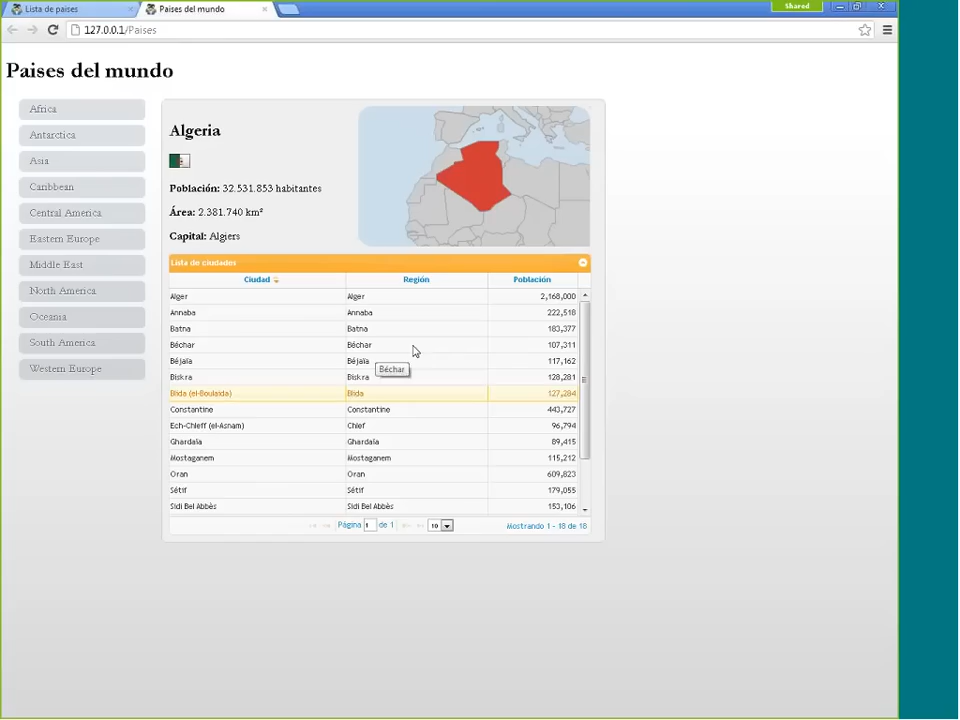 Lista de paises
Paises del mundo
Shared
127.0.0.1/Paises
Paises del mundo
Africa
Antarctica
Asia
Caribbean
Central America
Eastern Europe
Middle East
North America
Oceania
South America
Western Europe
Algeria
Población: 32.531.853 habitantes
Área: 2.381.740 km²
Capital: Algiers
Lista de ciudades
Ciudad Región Población
Alger Alger 2,168,000
Annaba Annaba 222,518
Batna Batna 183,377
Béchar Béchar 107,311
Béjaïa Béjaïa 117,162
Béchar
Biskra Biskra 128,281
Blida (el-Boulaida) Blida 127,284
Constantine Constantine 443,727
Ech-Chleff (el-Asnam) Chlef 96,794
Ghardaïa Ghardaïa 89,415
Mostaganem Mostaganem 115,212
Oran Oran 609,823
Sétif Sétif 179,055
Sidi Bel Abbès Sidi Bel Abbès 153,106
Página 1 de 1 10 Mostrando 1 - 18 de 18